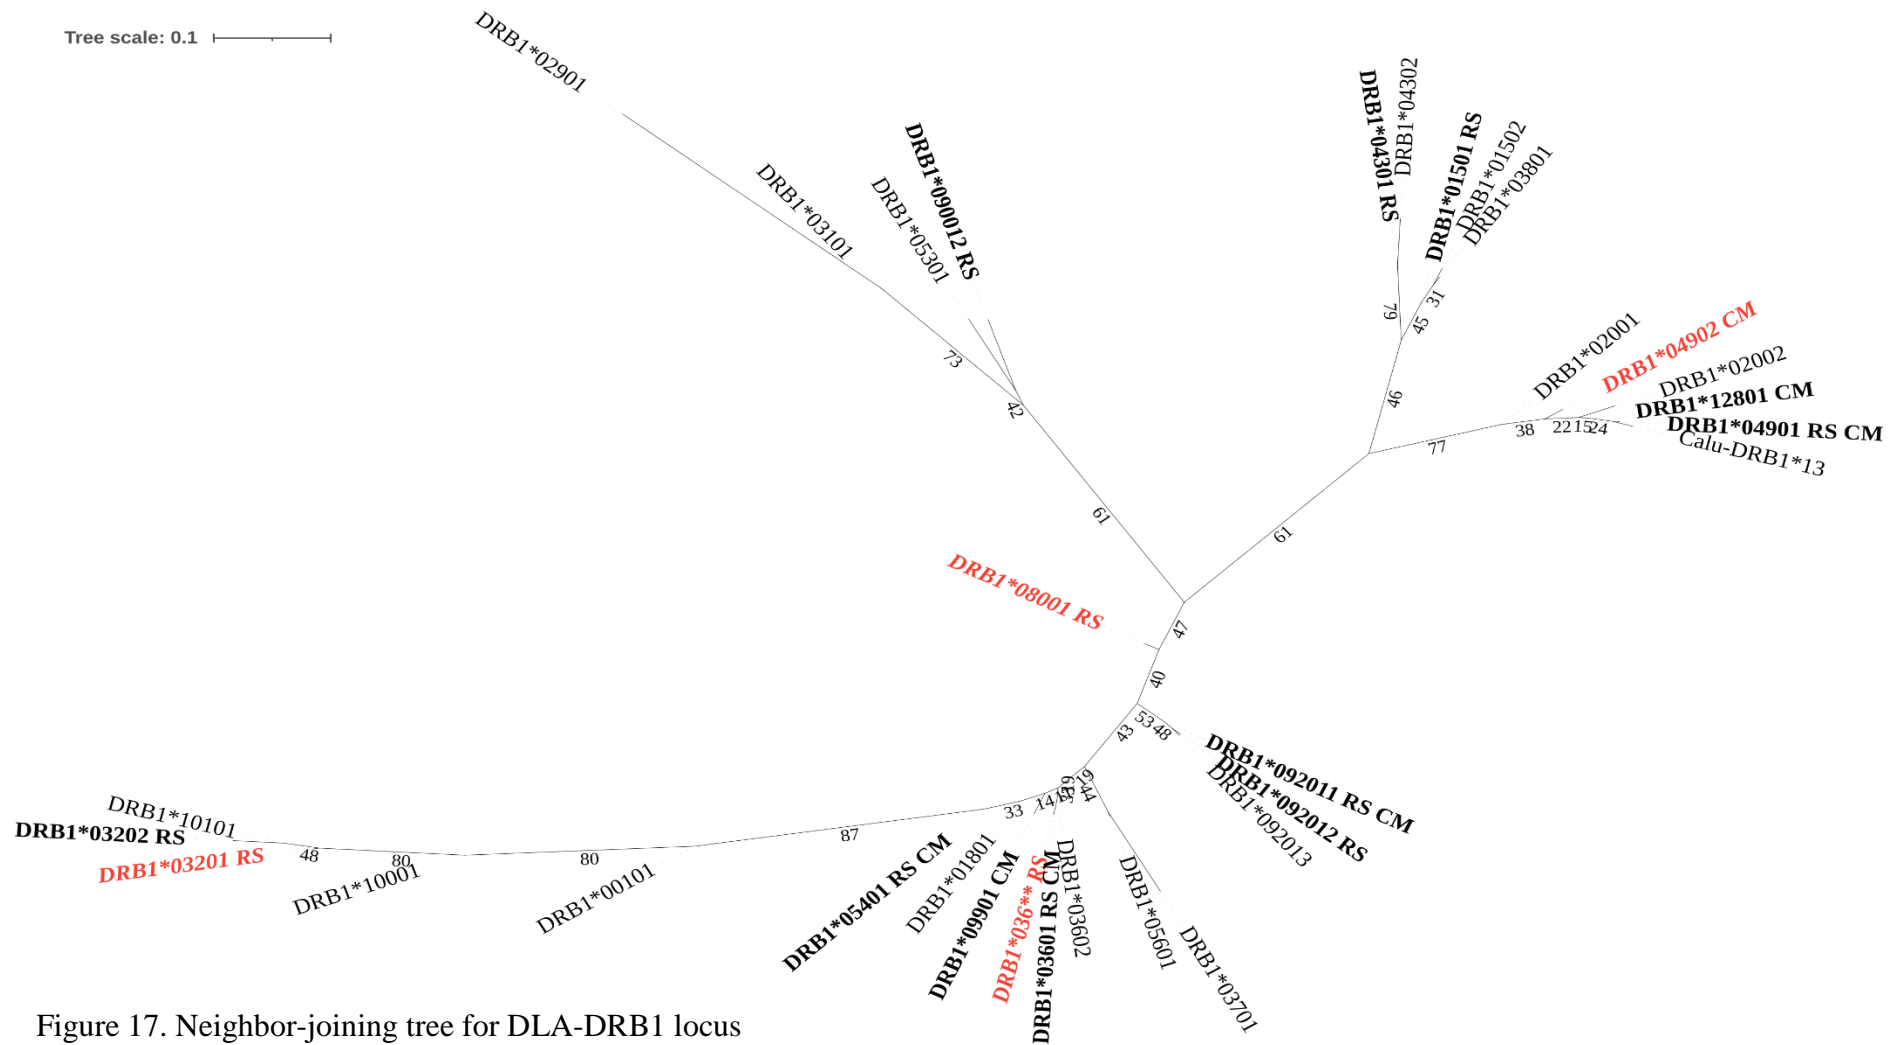 Tree scale: 0.1
DRB1*02901
DRB1*03101
DRB1*05301
DRB1*090012 RS
73
42
61
DRB1*04301 RS
DRB1*04302
DRB1*01501 RS
DRB1*01502
DRB1*03801
79
45
31
46
DRB1*02001
DRB1*04902 CM
DRB1*02002
DRB1*12801 CM
DRB1*04901 RS CM
Calu-DRB1*13
77
38
22
15
24
61
DRB1*08001 RS
47
40
53
48
43
DRB1*092011 RS CM
DRB1*092012 RS
DRB1*092013
19
44
14
33
87
80
80
48
DRB1*10101
DRB1*03202 RS
DRB1*03201 RS
DRB1*10001
DRB1*00101
DRB1*05401 RS CM
DRB1*01801
DRB1*09901 CM
DRB1*036** RS
DRB1*03601 RS CM
DRB1*03602
DRB1*05601
DRB1*03701
Figure 17. Neighbor-joining tree for DLA-DRB1 locus